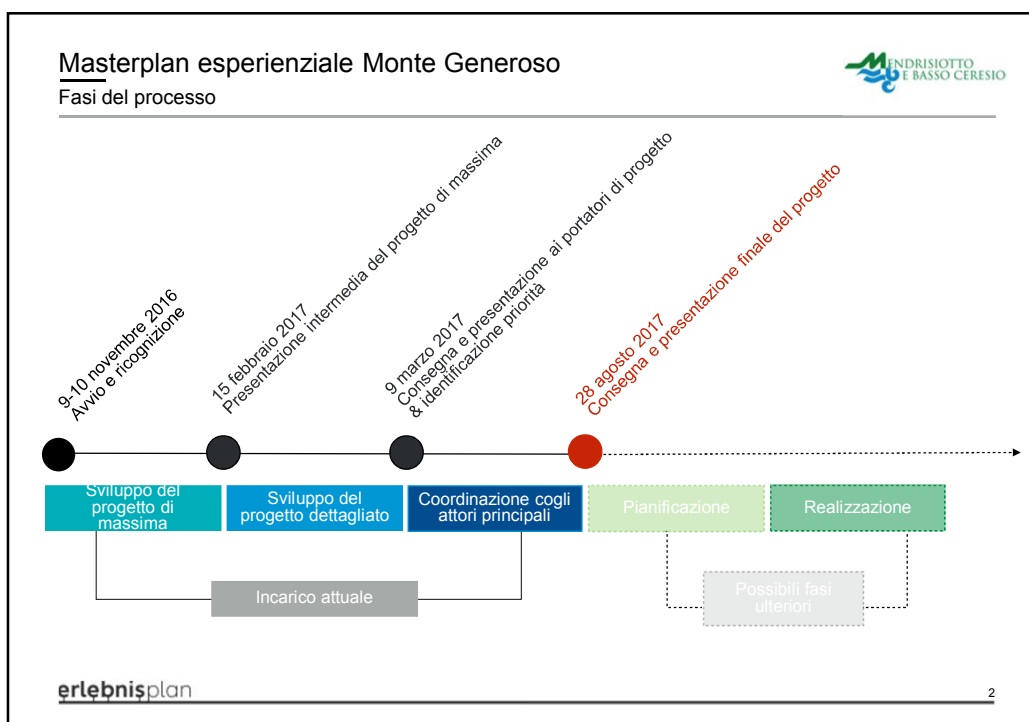 Masterplan esperienziale Monte Generoso
Fasi del processo
MENDRISIOTTO
E BASSO CERESIO
9-10 novembre 2016
Avvio e ricognizione
15 febbraio 2017
Presentazione intermedia del progetto di massima
9 marzo 2017
Consegna e presentazione ai portatori di progetto
& identificazione priorità
28 agosto 2017
Consegna e presentazione finale del progetto
Sviluppo del
progetto di
massima
Sviluppo del
progetto dettagliato
Coordinazione cogli
attori principali
Pianificazione
Realizzazione
Incarico attuale
Possibili fasi
ulteriori
erlebnisplan
2